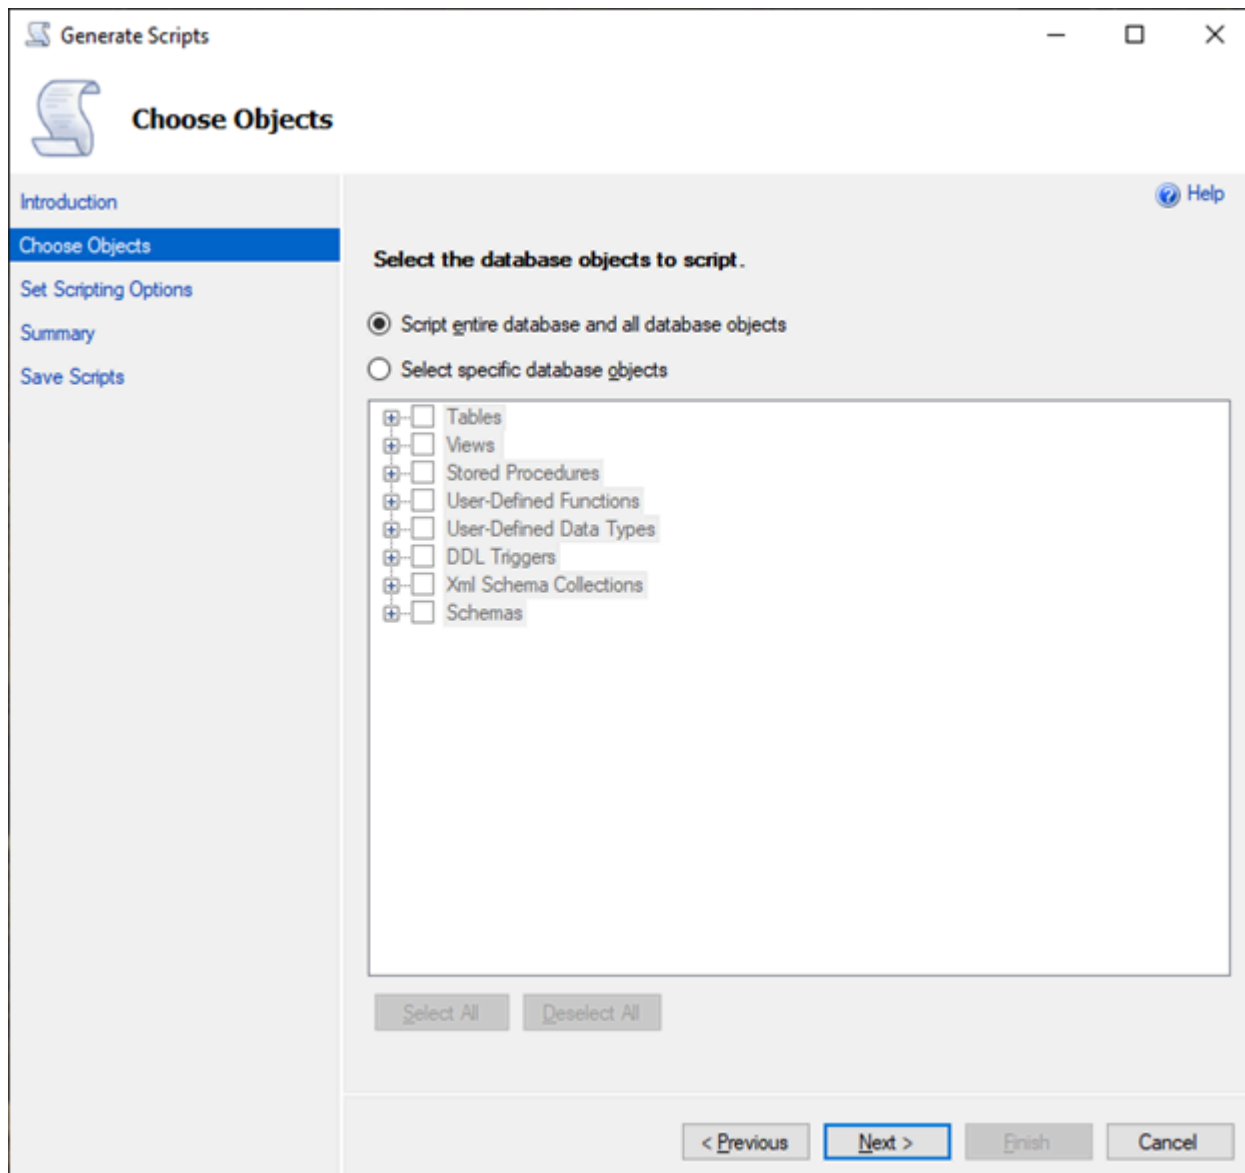 Generate Scripts
Choose Objects
Introduction
Choose Objects
Set Scripting Options
Summary
Save Scripts
Help
Select the database objects to script.
Script entire database and all database objects
Select specific database objects
Tables
Views
Stored Procedures
User-Defined Functions
User-Defined Data Types
DDL Triggers
Xml Schema Collections
Schemas
Select All Deselect All
< Previous Next > Finish Cancel